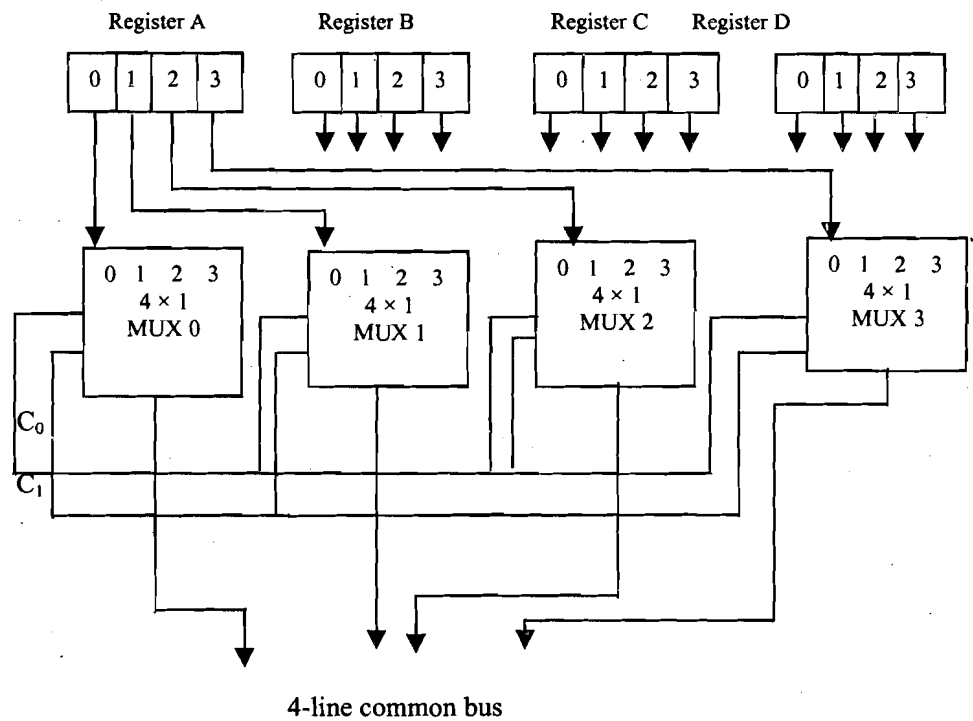 Register A Register B Register C Register D
0 1 2 3 0 1 2 3 0 1 2 3 0 1 2 3
0 1 2 3
4 × 1
MUX 0
0 1 2 3
4 × 1
MUX 1
0 1 2 3
4 × 1
MUX 2
0 1 2 3
4 × 1
MUX 3
C₀
C₁
4-line common bus